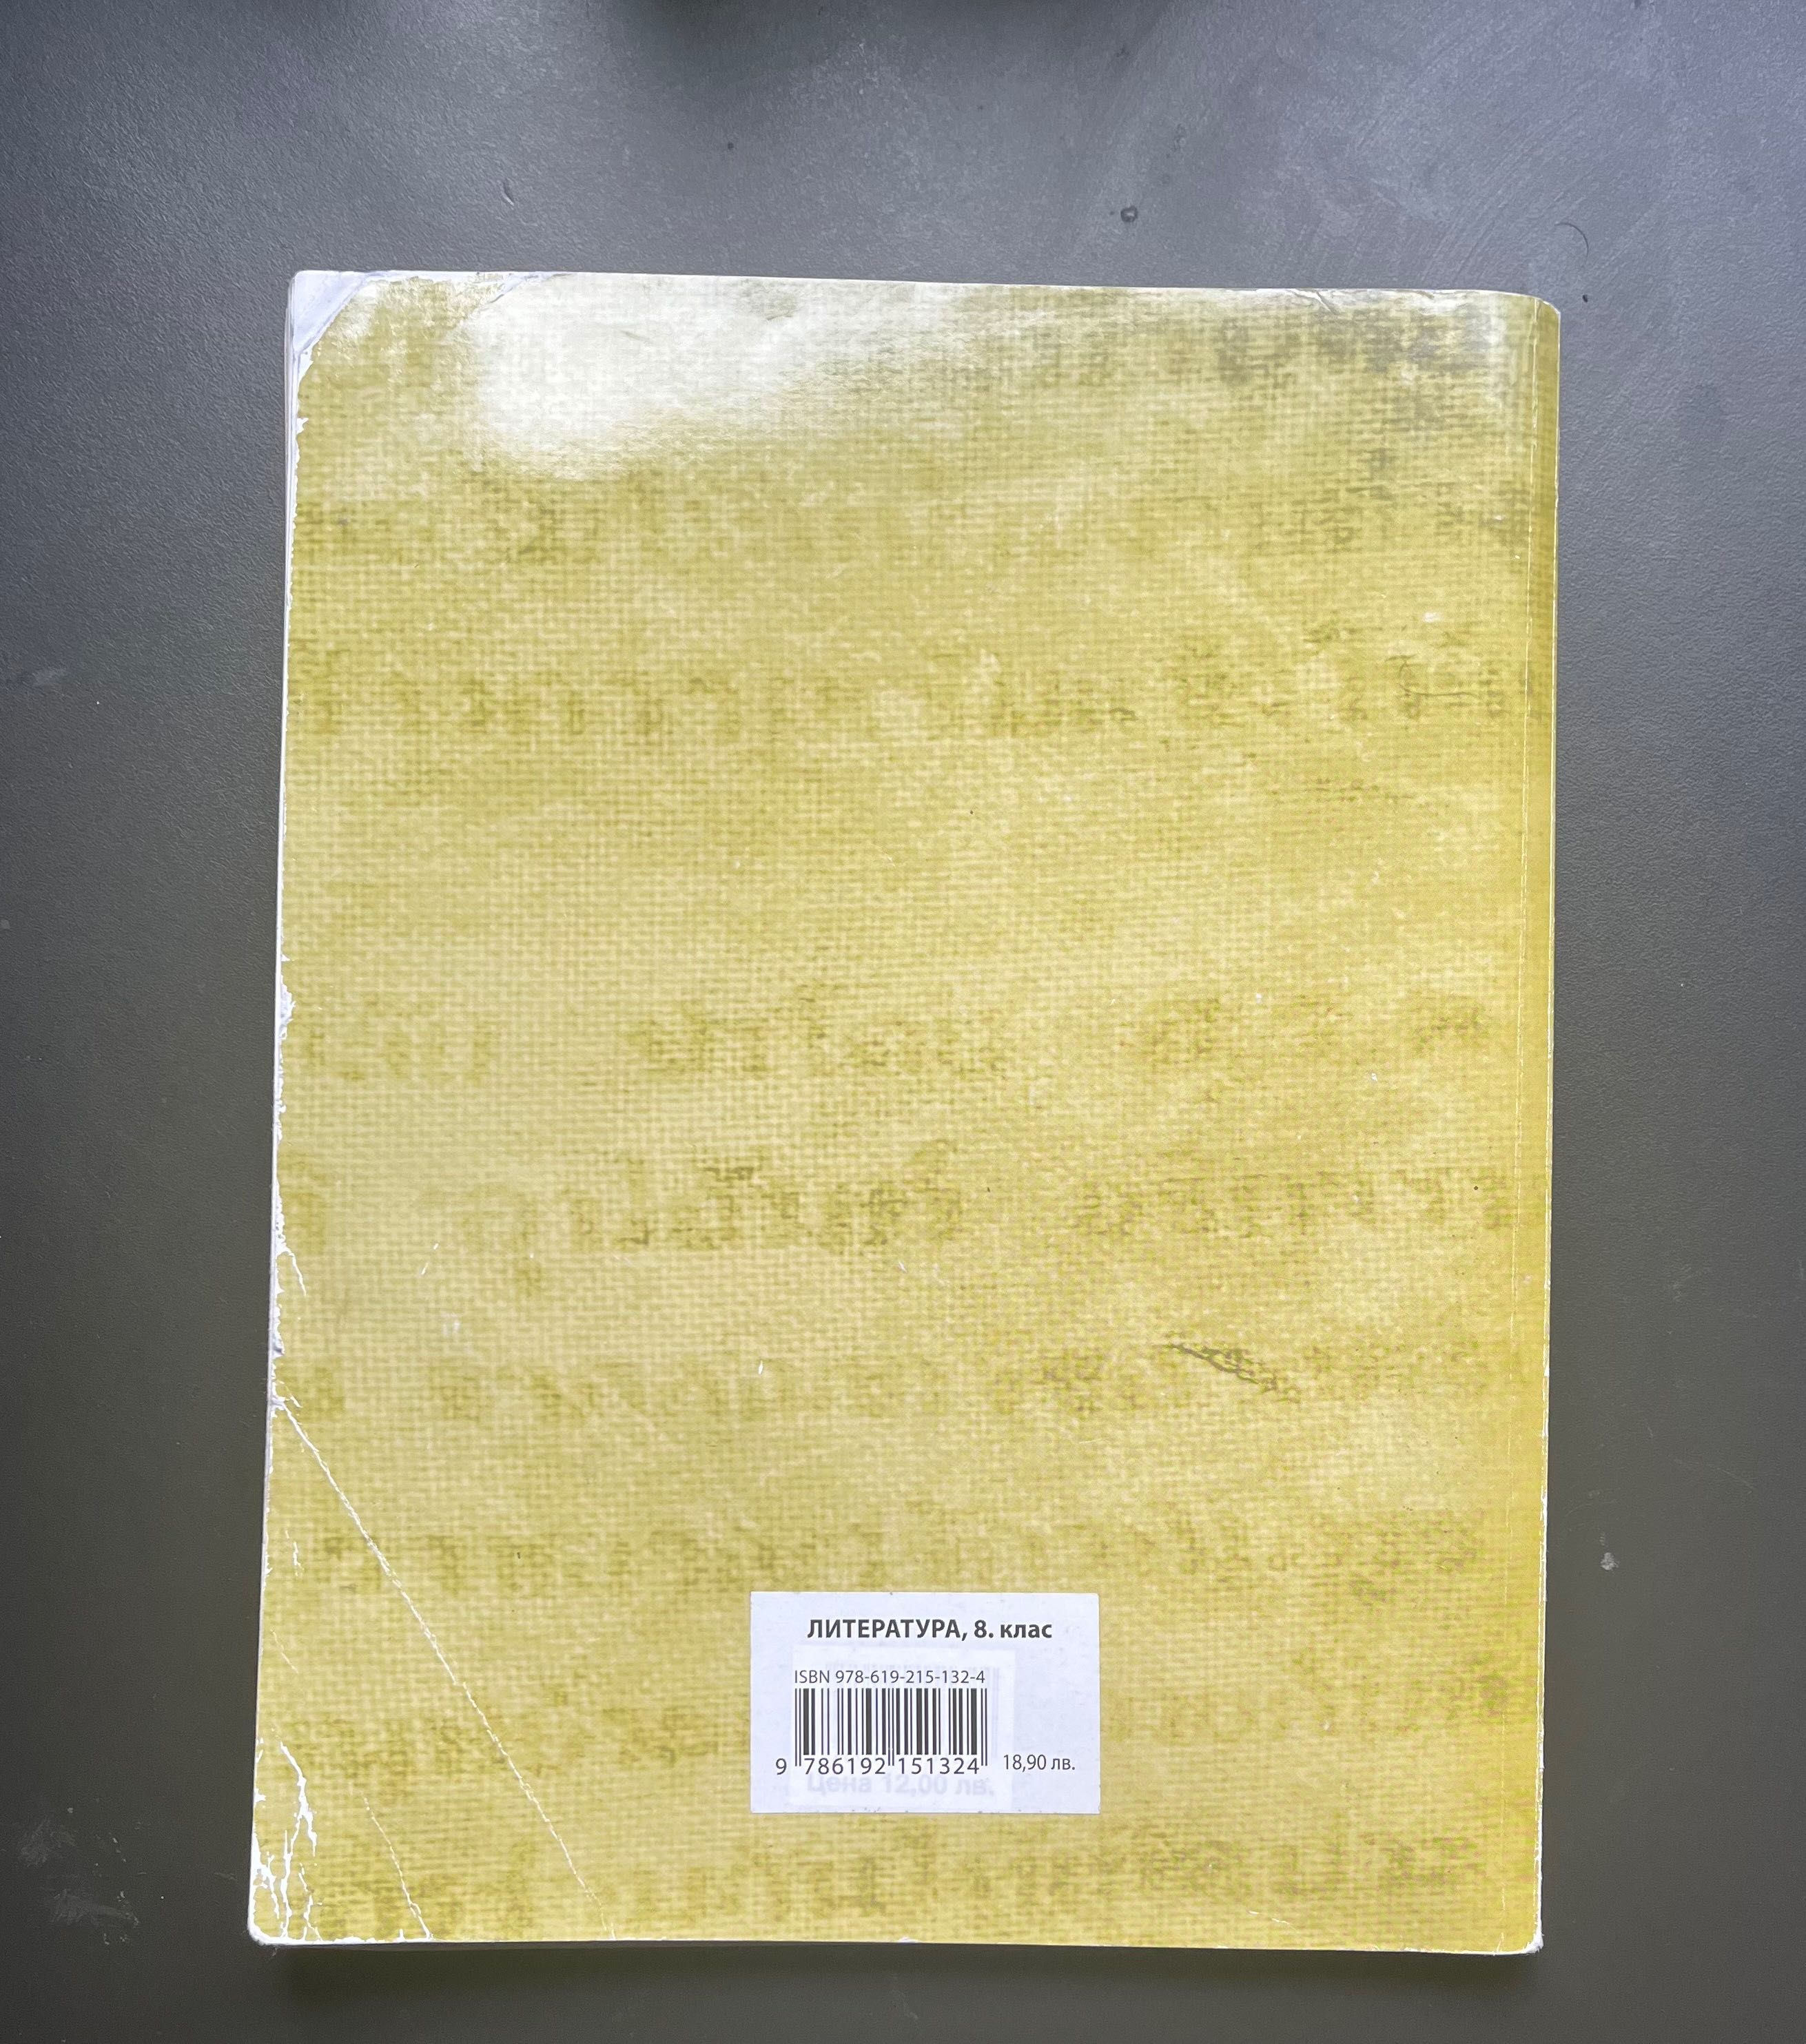 ЛИТЕРАТУРА, 8. клас
ISBN 978-619-215-132-4
9 786192 151324 18,90 лв.
Цена 12,00 лв.